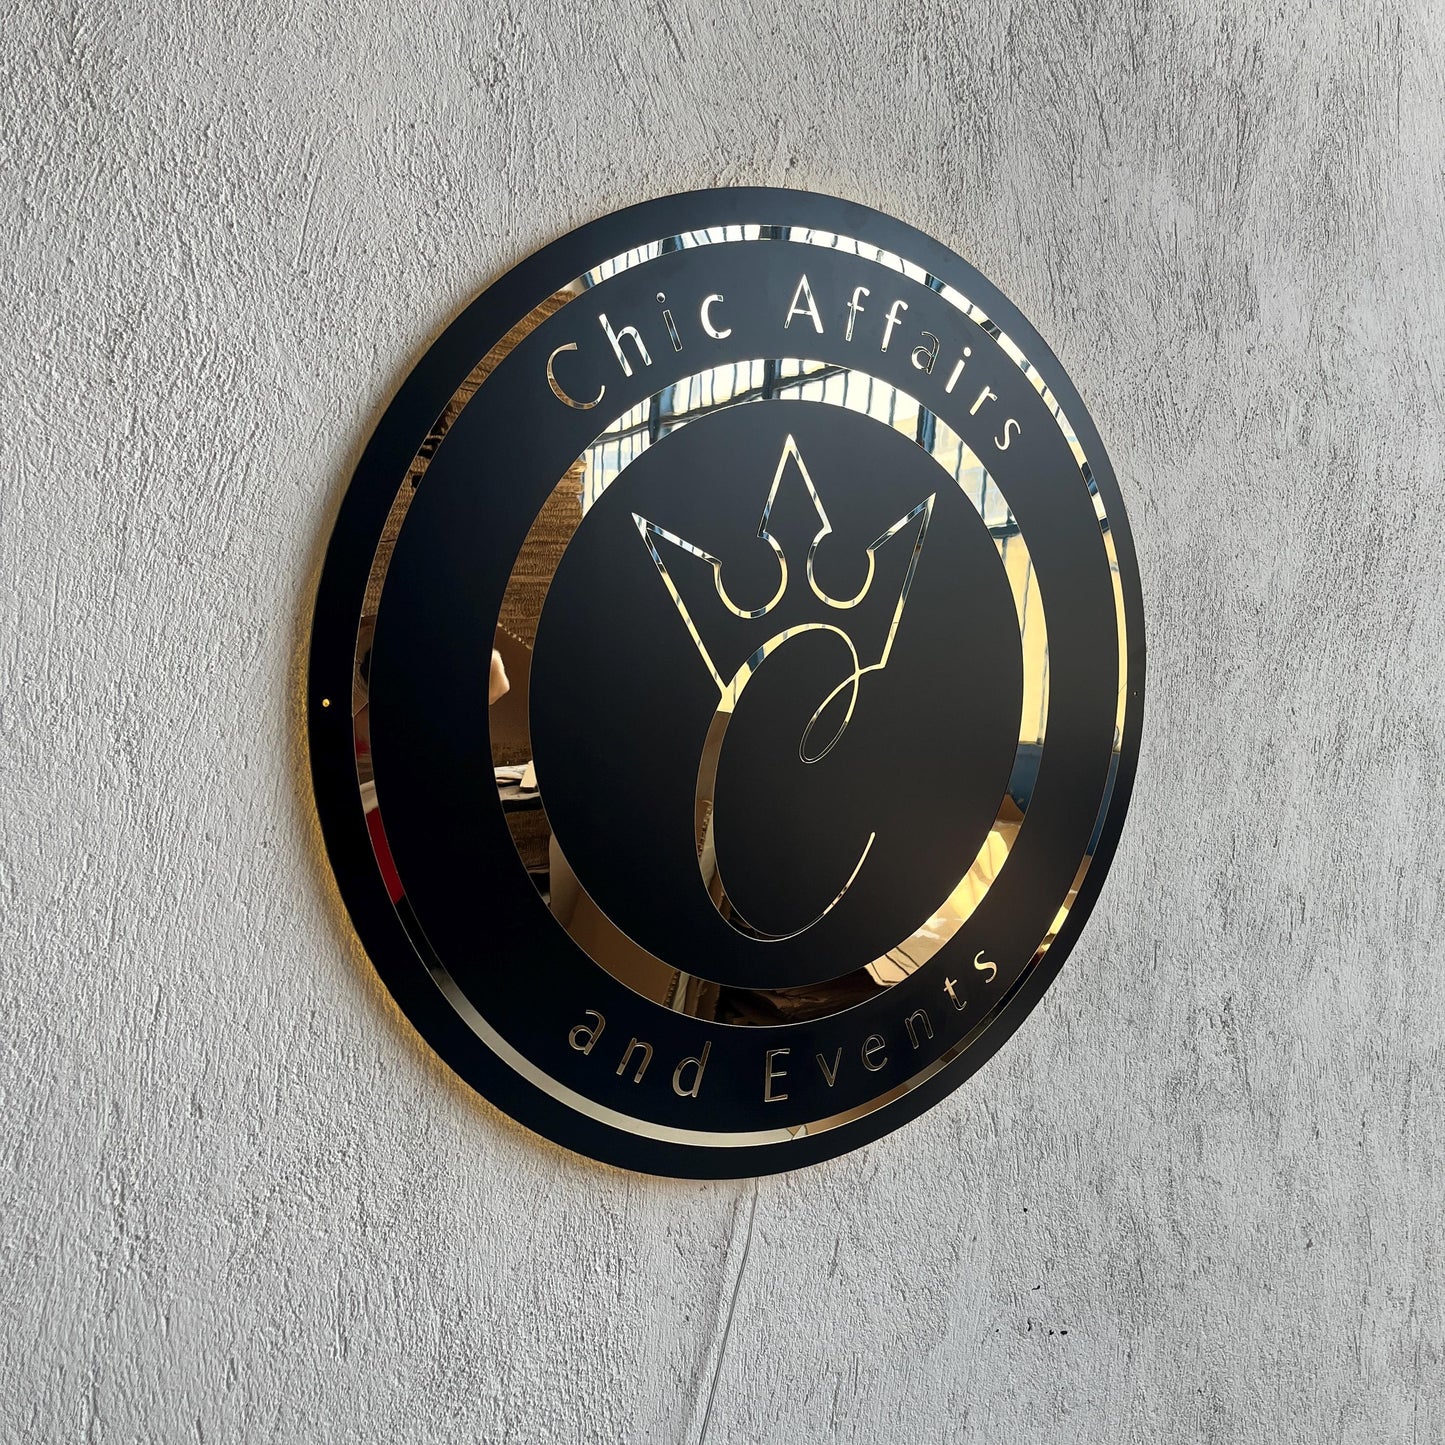 Chic Affairs
C
and Events